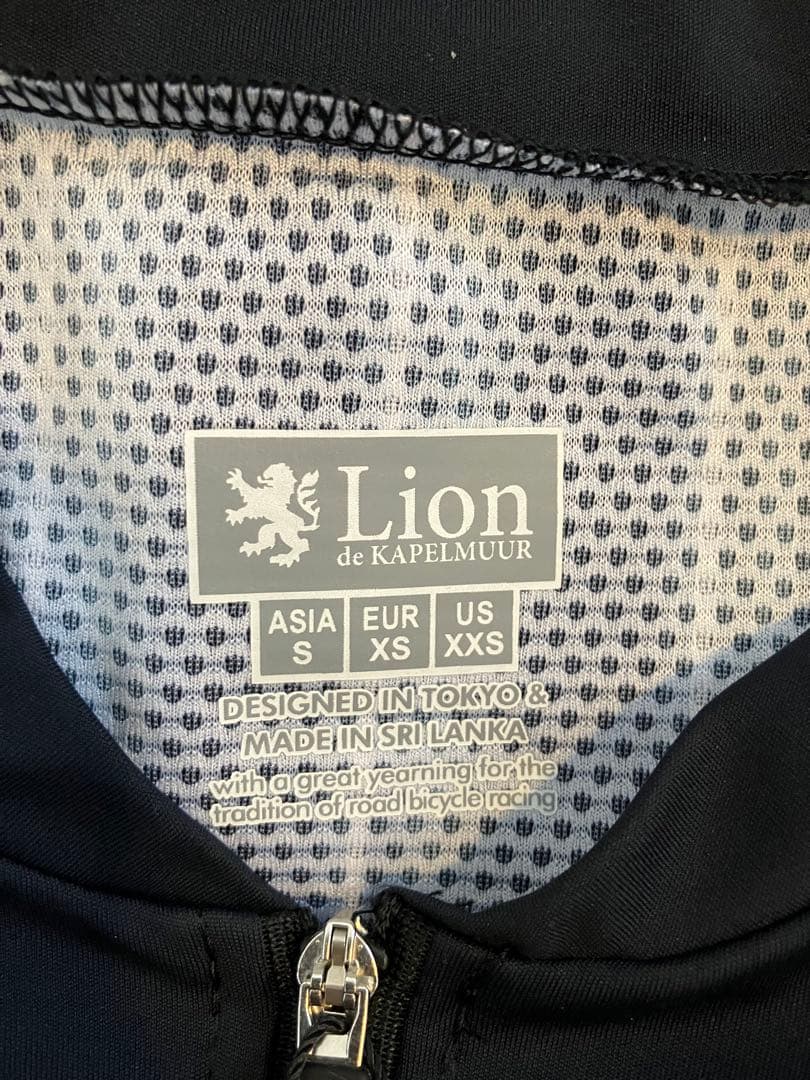 Lion
de KAPELMUUR
ASIA EUR US
S XS XXS
DESIGNED IN TOKYO &
MADE IN SRI LANKA
with a great yearning for the
tradition of road bicycle racing